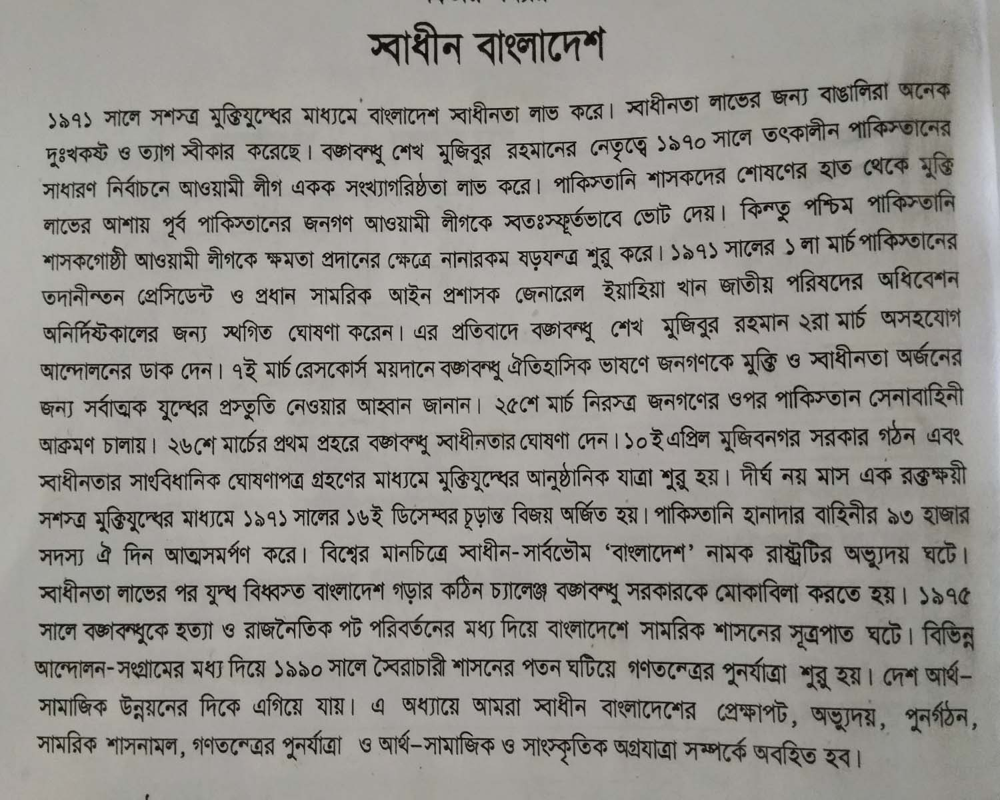 স্বাধীন বাংলাদেশ
১৯৭১ সালে সশস্ত্র মুক্তিযুদ্ধের মাধ্যমে বাংলাদেশ স্বাধীনতা লাভ করে। স্বাধীনতা লাভের জন্য বাঙালিরা অনেক
দুঃখকষ্ট ও ত্যাগ স্বীকার করেছে। বঙ্গবন্ধু শেখ মুজিবুর রহমানের নেতৃত্বে ১৯৭০ সালে তৎকালীন পাকিস্তানের
সাধারণ নির্বাচনে আওয়ামী লীগ একক সংখ্যাগরিষ্ঠতা লাভ করে। পাকিস্তানি শাসকদের শোষণের হাত থেকে মুক্তি
লাভের আশায় পূর্ব পাকিস্তানের জনগণ আওয়ামী লীগকে স্বতঃস্ফূর্তভাবে ভোট দেয়। কিন্তু পশ্চিম পাকিস্তানি
শাসকগোষ্ঠী আওয়ামী লীগকে ক্ষমতা প্রদানের ক্ষেত্রে নানারকম ষড়যন্ত্র শুরু করে। ১৯৭১ সালের ১ লা মার্চ পাকিস্তানের
তদানীন্তন প্রেসিডেন্ট ও প্রধান সামরিক আইন প্রশাসক জেনারেল ইয়াহিয়া খান জাতীয় পরিষদের অধিবেশন
অনির্দিষ্টকালের জন্য স্থগিত ঘোষণা করেন। এর প্রতিবাদে বঙ্গবন্ধু শেখ মুজিবুর রহমান ২রা মার্চ অসহযোগ
আন্দোলনের ডাক দেন। ৭ই মার্চ রেসকোর্স ময়দানে বঙ্গবন্ধু ঐতিহাসিক ভাষণে জনগণকে মুক্তি ও স্বাধীনতা অর্জনের
জন্য সর্বাত্মক যুদ্ধের প্রস্তুতি নেওয়ার আহ্বান জানান। ২৫শে মার্চ নিরস্ত্র জনগণের ওপর পাকিস্তান সেনাবাহিনী
আক্রমণ চালায়। ২৬শে মার্চের প্রথম প্রহরে বঙ্গবন্ধু স্বাধীনতার ঘোষণা দেন। ১০ ই এপ্রিল মুজিবনগর সরকার গঠন এবং
স্বাধীনতার সাংবিধানিক ঘোষণাপত্র গ্রহণের মাধ্যমে মুক্তিযুদ্ধের আনুষ্ঠানিক যাত্রা শুরু হয়। দীর্ঘ নয় মাস এক রক্তক্ষয়ী
সশস্ত্র মুক্তিযুদ্ধের মাধ্যমে ১৯৭১ সালের ১৬ই ডিসেম্বর চূড়ান্ত বিজয় অর্জিত হয়। পাকিস্তানি হানাদার বাহিনীর ৯৩ হাজার
সদস্য ঐ দিন আত্মসমর্পণ করে। বিশ্বের মানচিত্রে স্বাধীন-সার্বভৌম ‘বাংলাদেশ’ নামক রাষ্ট্রটির অভ্যুদয় ঘটে।
স্বাধীনতা লাভের পর যুদ্ধ বিধ্বস্ত বাংলাদেশ গড়ার কঠিন চ্যালেঞ্জ বঙ্গবন্ধু সরকারকে মোকাবিলা করতে হয়। ১৯৭৫
সালে বঙ্গবন্ধুকে হত্যা ও রাজনৈতিক পট পরিবর্তনের মধ্য দিয়ে বাংলাদেশে সামরিক শাসনের সূত্রপাত ঘটে। বিভিন্ন
আন্দোলন-সংগ্রামের মধ্য দিয়ে ১৯৯০ সালে স্বৈরাচারী শাসনের পতন ঘটিয়ে গণতন্ত্রের পুনর্যাত্রা শুরু হয়। দেশ আর্থ-
সামাজিক উন্নয়নের দিকে এগিয়ে যায়। এ অধ্যায়ে আমরা স্বাধীন বাংলাদেশের প্রেক্ষাপট, অভ্যুদয়, পুনর্গঠন,
সামরিক শাসনামল, গণতন্ত্রের পুনর্যাত্রা ও আর্থ-সামাজিক ও সাংস্কৃতিক অগ্রযাত্রা সম্পর্কে অবহিত হব।